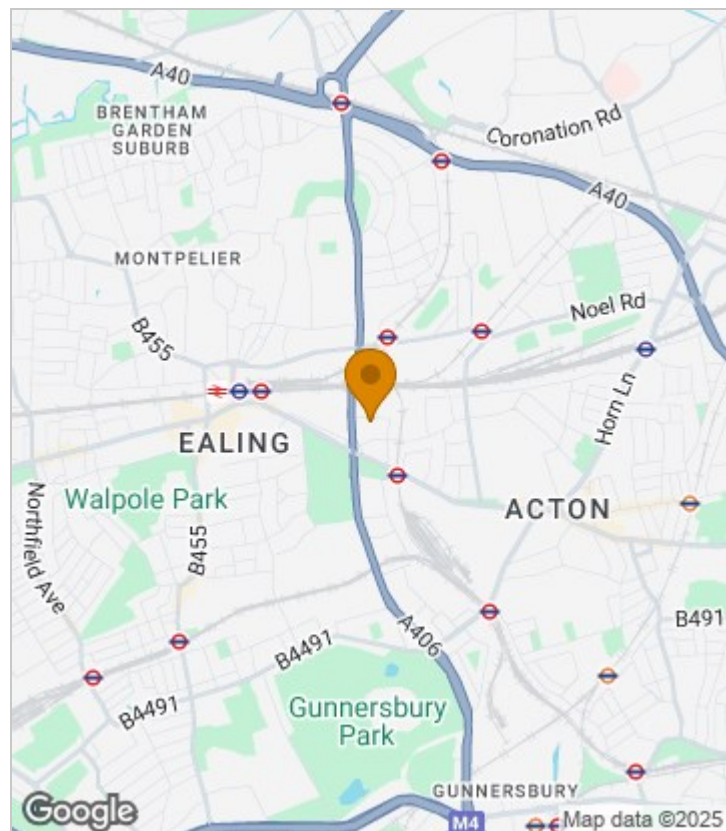 A40
BRENTHAM
GARDEN
SUBURB
Coronation Rd
A40
MONTPELIER
Noel Rd
B455
Horn Ln
EALING
Walpole Park
ACTON
Northfield Ave
B455
B491
A406
B4491
B4491
Gunnersbury
Park
GUNNERSBURY
M4
Google
Map data ©2025